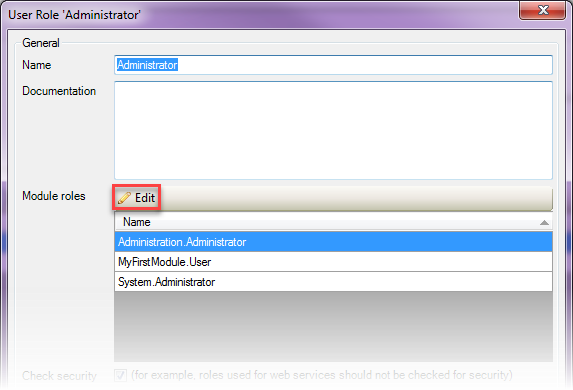 User Role 'Administrator'
General
Name Administrator
Documentation
Module roles Edit
Name
Administration.Administrator
MyFirstModule.User
System.Administrator
Check security (for example, roles used for web services should not be checked for security)